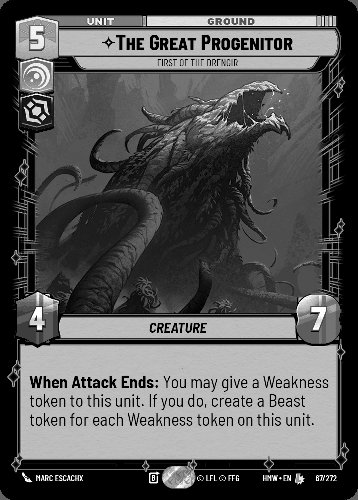 UNIT
GROUND
5
THE GREAT PROGENITOR
FIRST OF THE DRENGIR
4
CREATURE
7
When Attack Ends: You may give a Weakness
token to this unit. If you do, create a Beast
token for each Weakness token on this unit.
MARC ESCACHX
© LFL © FFG
HMW • EN
67/272